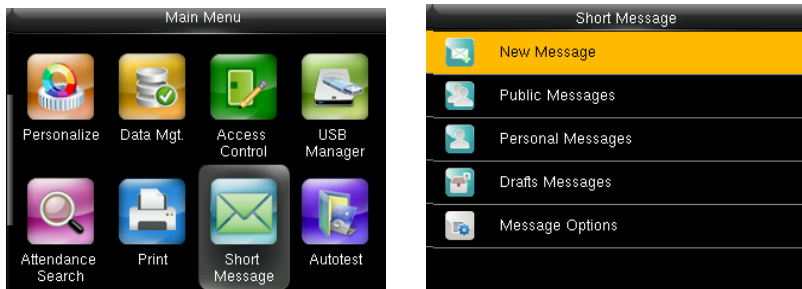 Main Menu
Personalize
Data Mgt.
Access
Control
USB
Manager
Attendance
Search
Print
Short
Message
Autotest
Short Message
New Message
Public Messages
Personal Messages
Drafts Messages
Message Options